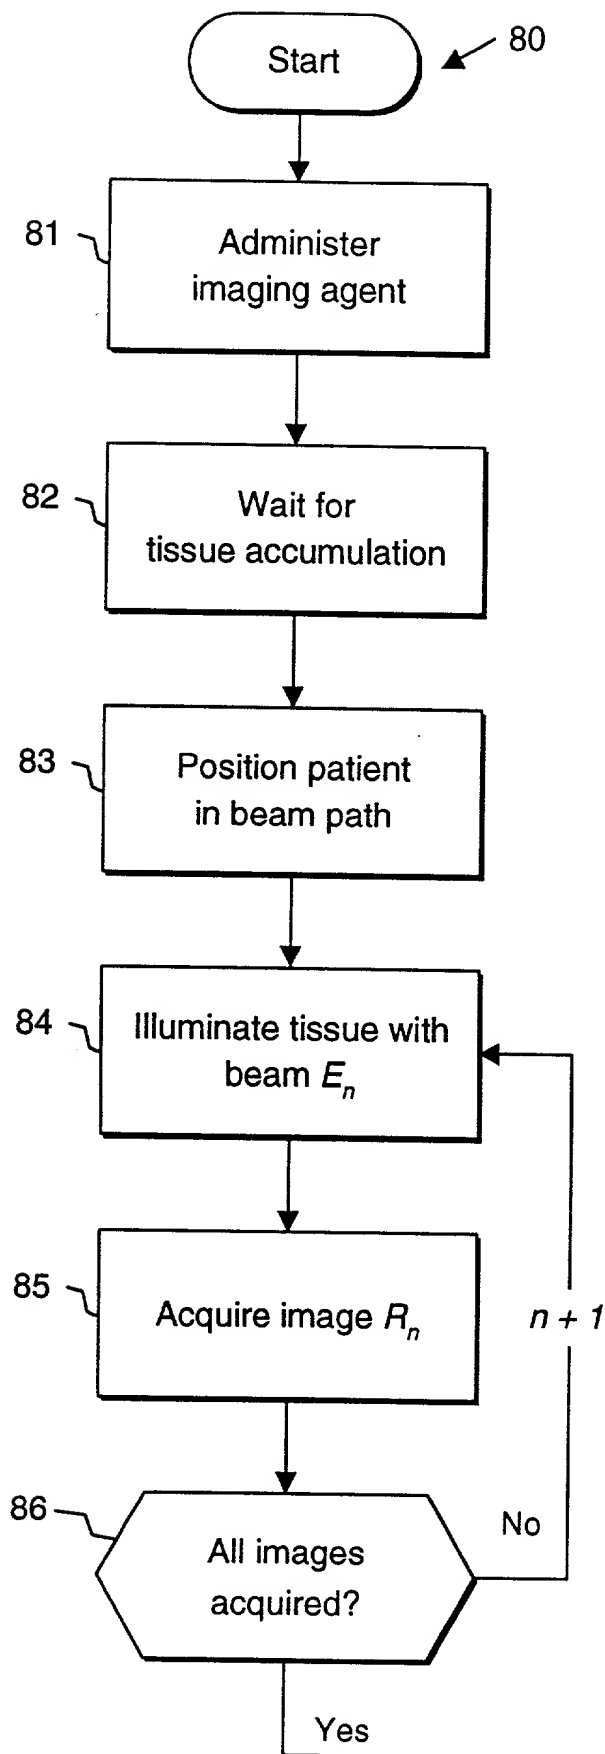 Start
80
81
Administer
imaging agent
82
Wait for
tissue accumulation
83
Position patient
in beam path
84
Illuminate tissue with
beam Eₙ
85
Acquire image Rₙ
n + 1
86
All images
acquired?
No
Yes